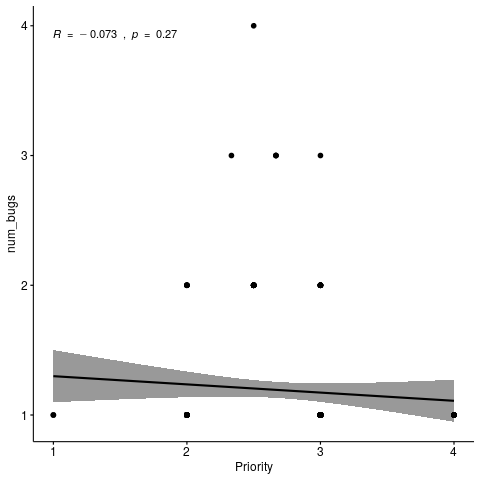 R = − 0.073 , p = 0.27
4
3
2
1
num_bugs
1 2 3 4
Priority